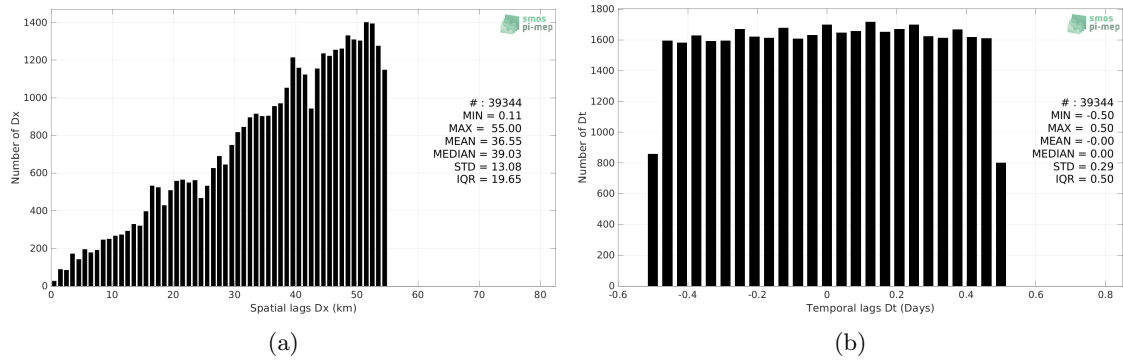 1400
1200
1000
800
600
400
200
0
Number of Dx
0 10 20 30 40 50 60 70 80
Spatial lags Dx (km)
smos
pi-mep
# : 39344
MIN = 0.11
MAX = 55.00
MEAN = 36.55
MEDIAN = 39.03
STD = 13.08
IQR = 19.65
(a)
1800
1600
1400
1200
1000
800
600
400
200
0
Number of Dt
-0.6 -0.4 -0.2 0 0.2 0.4 0.6 0.8
Temporal lags Dt (Days)
smos
pi-mep
# : 39344
MIN = -0.50
MAX = 0.50
MEAN = -0.00
MEDIAN = 0.00
STD = 0.29
IQR = 0.50
(b)